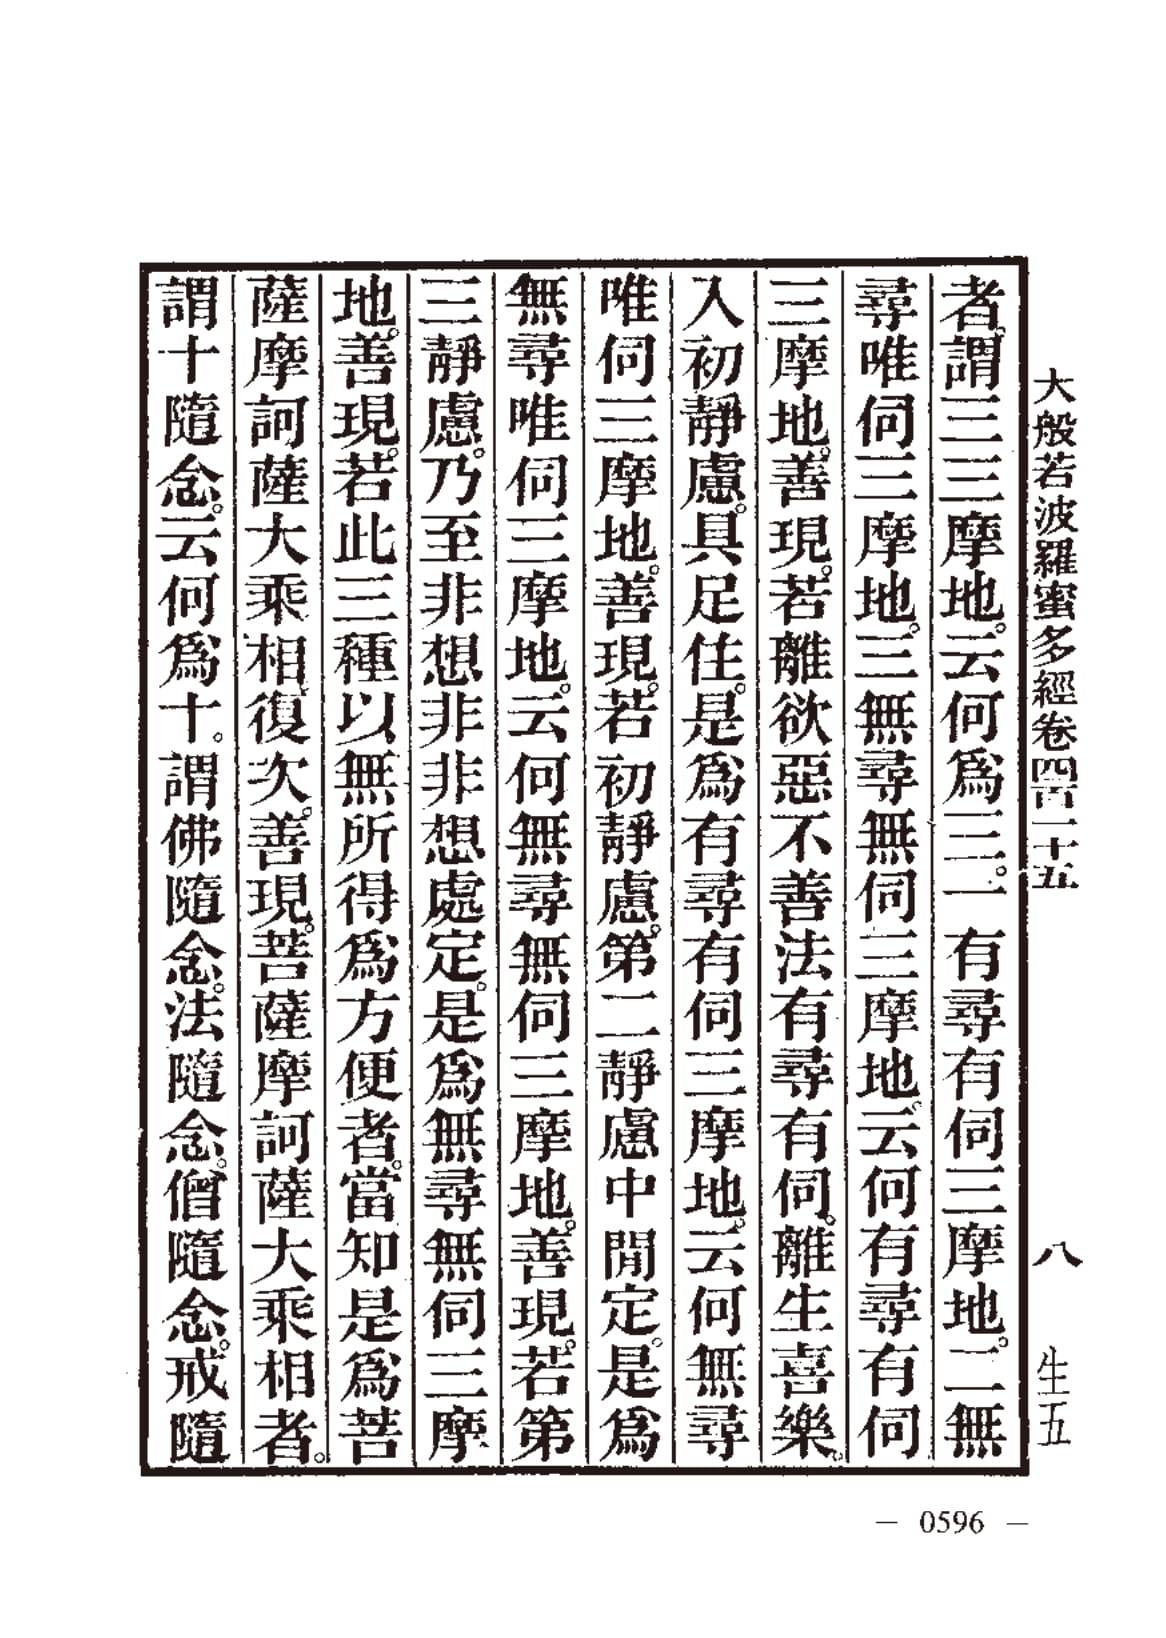 大般若波羅蜜多經卷四百一十五 八 生五
者。謂三三摩地。云何爲三。一有尋有伺三摩地。二無
尋唯伺三摩地。三無尋無伺三摩地。云何有尋有伺
三摩地。善現。若離欲惡不善法有尋有伺。離生喜樂。
入初靜慮。具足住。是爲有尋有伺三摩地。云何無尋
唯伺三摩地。善現。若初靜慮。第二靜慮中閒定。是爲
無尋唯伺三摩地。云何無尋無伺三摩地。善現。若第
三靜慮。乃至非想非非想處定。是爲無尋無伺三摩
地。善現。若此三種以無所得爲方便者。當知是爲菩
薩摩訶薩大乘相。復次。善現。菩薩摩訶薩大乘相者。
謂十隨念。云何爲十。謂佛隨念。法隨念。僧隨念。戒隨
— 0596 —